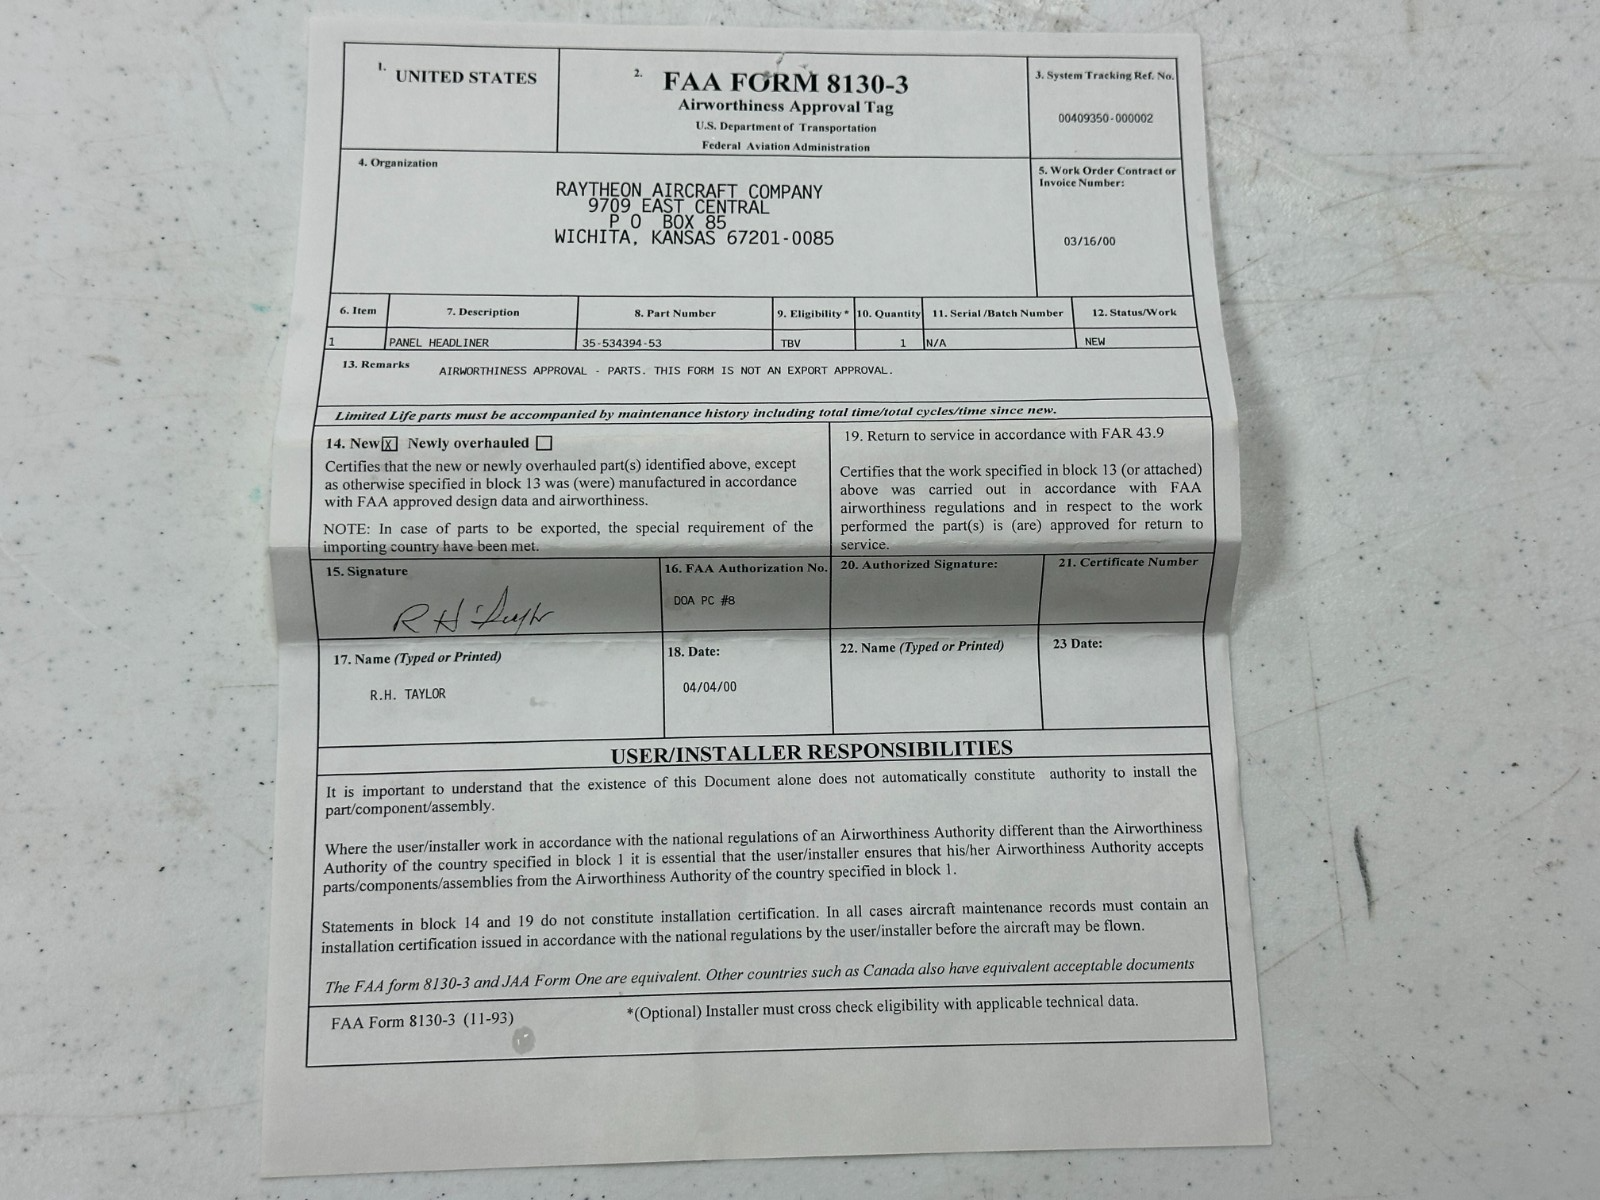 1. UNITED STATES
2. FAA FORM 8130-3
Airworthiness Approval Tag
U.S. Department of Transportation
Federal Aviation Administration
3. System Tracking Ref. No.
00409350-000002
4. Organization
RAYTHEON AIRCRAFT COMPANY
9709 EAST CENTRAL
P O BOX 85
WICHITA, KANSAS 67201-0085
5. Work Order Contract or
Invoice Number:
03/16/00
6. Item 7. Description 8. Part Number 9. Eligibility * 10. Quantity 11. Serial /Batch Number 12. Status/Work
1 PANEL HEADLINER 35-534394-53 TBV 1 N/A NEW
13. Remarks AIRWORTHINESS APPROVAL - PARTS. THIS FORM IS NOT AN EXPORT APPROVAL.
Limited Life parts must be accompanied by maintenance history including total time/total cycles/time since new.
14. New [X] Newly overhauled [ ]
Certifies that the new or newly overhauled part(s) identified above, except
as otherwise specified in block 13 was (were) manufactured in accordance
with FAA approved design data and airworthiness.
NOTE: In case of parts to be exported, the special requirement of the
importing country have been met.
19. Return to service in accordance with FAR 43.9
Certifies that the work specified in block 13 (or attached)
above was carried out in accordance with FAA
airworthiness regulations and in respect to the work
performed the part(s) is (are) approved for return to
service.
15. Signature
R H Taylor
16. FAA Authorization No.
DOA PC #8
20. Authorized Signature:
21. Certificate Number
17. Name (Typed or Printed)
R.H. TAYLOR
18. Date:
04/04/00
22. Name (Typed or Printed)
23 Date:
USER/INSTALLER RESPONSIBILITIES
It is important to understand that the existence of this Document alone does not automatically constitute authority to install the
part/component/assembly.
Where the user/installer work in accordance with the national regulations of an Airworthiness Authority different than the Airworthiness
Authority of the country specified in block 1 it is essential that the user/installer ensures that his/her Airworthiness Authority accepts
parts/components/assemblies from the Airworthiness Authority of the country specified in block 1.
Statements in block 14 and 19 do not constitute installation certification. In all cases aircraft maintenance records must contain an
installation certification issued in accordance with the national regulations by the user/installer before the aircraft may be flown.
The FAA form 8130-3 and JAA Form One are equivalent. Other countries such as Canada also have equivalent acceptable documents
FAA Form 8130-3 (11-93)
*(Optional) Installer must cross check eligibility with applicable technical data.